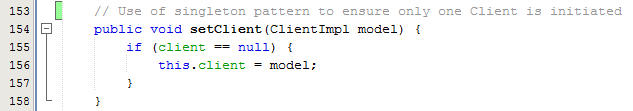 153 // Use of singleton pattern to ensure only one Client is initiated
154 public void setClient(ClientImpl model) {
155 if (client == null) {
156 this.client = model;
157 }
158 }